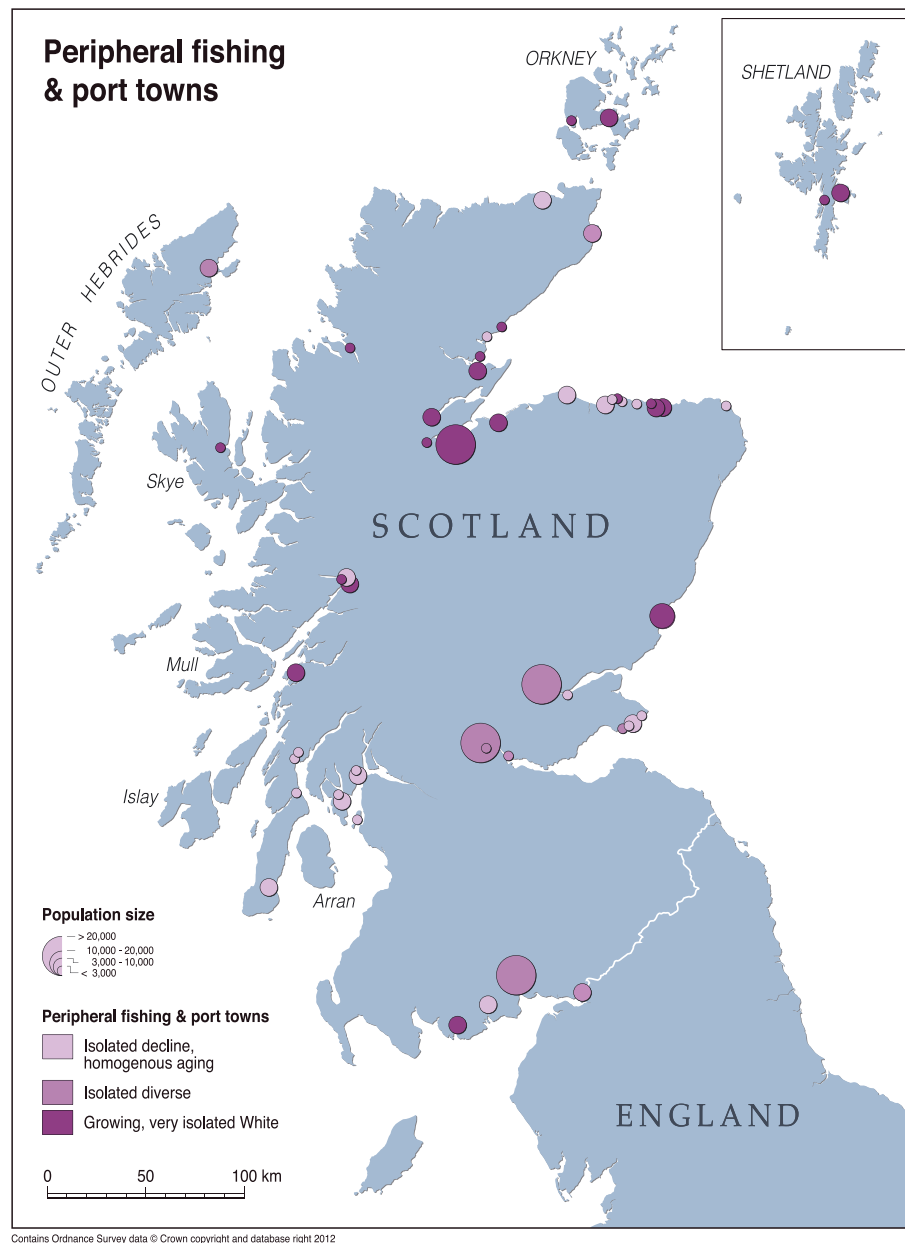 Peripheral fishing
& port towns
ORKNEY
SHETLAND
OUTER HEBRIDES
Skye
SCOTLAND
Mull
Islay
Arran
Population size
> 20,000
10,000 - 20,000
3,000 - 10,000
< 3,000
Peripheral fishing & port towns
Isolated decline,
homogenous aging
Isolated diverse
Growing, very isolated White
ENGLAND
0 50 100 km
Contains Ordnance Survey data © Crown copyright and database right 2012